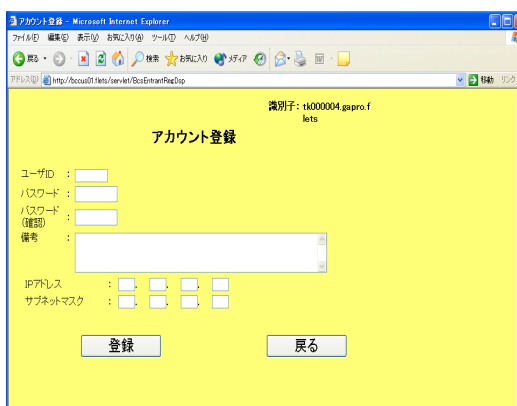 アカウント登録 - Microsoft Internet Explorer
ファイル(F) 編集(E) 表示(V) お気に入り(A) ツール(T) ヘルプ(H)
戻る 検索 お気に入り メディア
アドレス(D) http://bccus01.flets/servlet/BcsEntrantRegDsp 移動 リンク
識別子: tk000004.gapro.f
lets
アカウント登録
ユーザID :
パスワード :
パスワード
(確認) :
備考 :
IPアドレス : . . .
サブネットマスク : . . .
登録 戻る